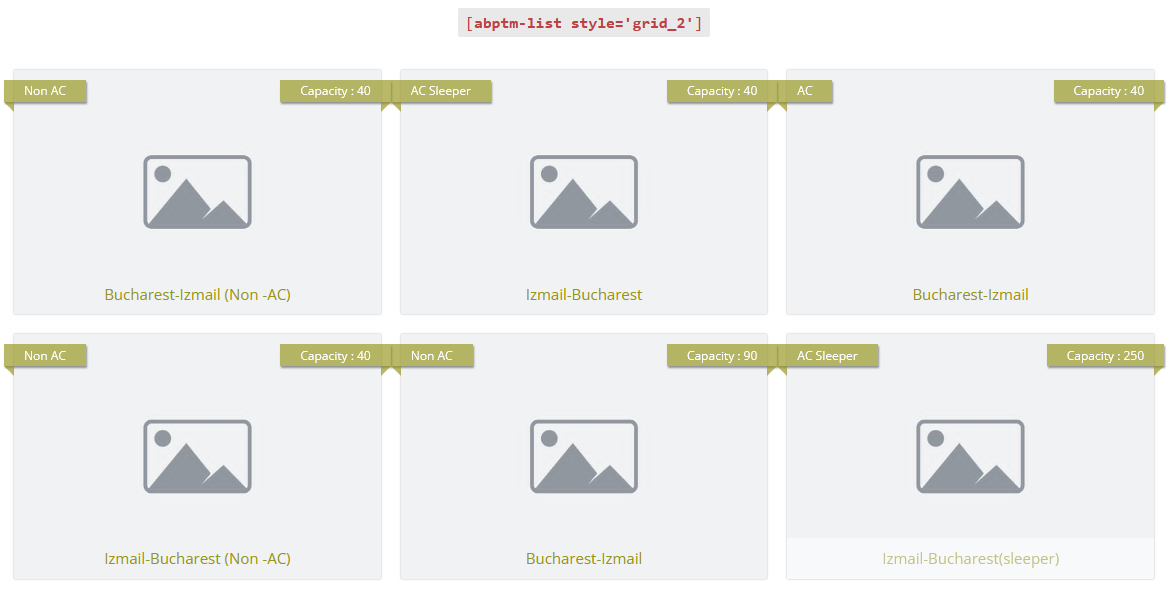 [abptm-list style='grid_2']
Non AC
Capacity : 40
AC Sleeper
Capacity : 40
AC
Capacity : 40
Bucharest-Izmail (Non -AC)
Izmail-Bucharest
Bucharest-Izmail
Non AC
Capacity : 40
Non AC
Capacity : 90
AC Sleeper
Capacity : 250
Izmail-Bucharest (Non -AC)
Bucharest-Izmail
Izmail-Bucharest(sleeper)